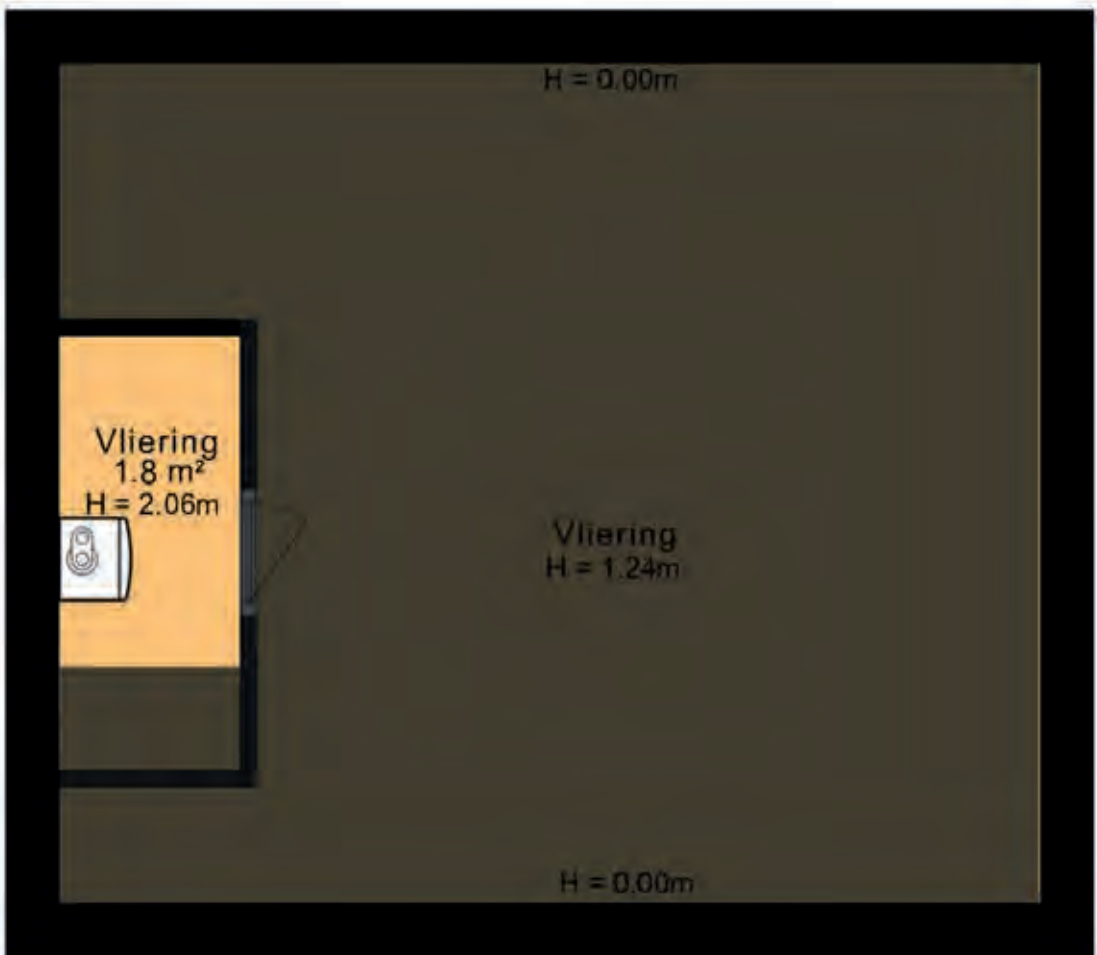 H = 0.00m
Vliering
1.8 m²
H = 2.06m
Vliering
H = 1.24m
H = 0.00m